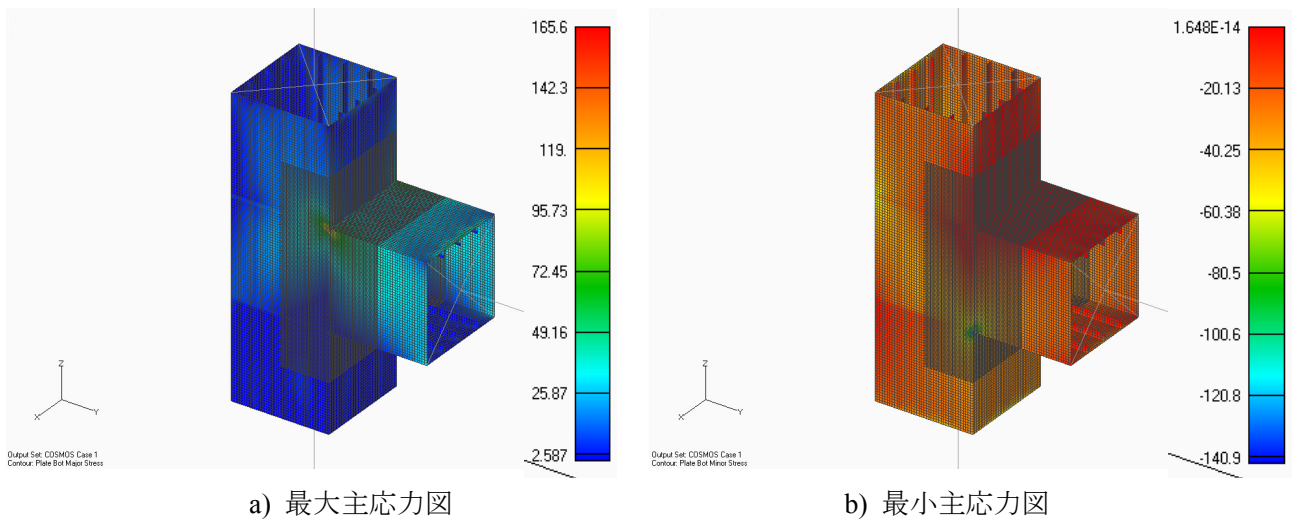 165.6
142.3
119.
95.73
72.45
49.16
25.87
2.587
Z
X
Y
Output Set: COSMOS Case 1
Contour: Plate Bot Major Stress
a) 最大主応力図
1.648E-14
-20.13
-40.25
-60.38
-80.5
-100.6
-120.8
-140.9
Z
X
Y
Output Set: COSMOS Case 1
Contour: Plate Bot Minor Stress
b) 最小主応力図